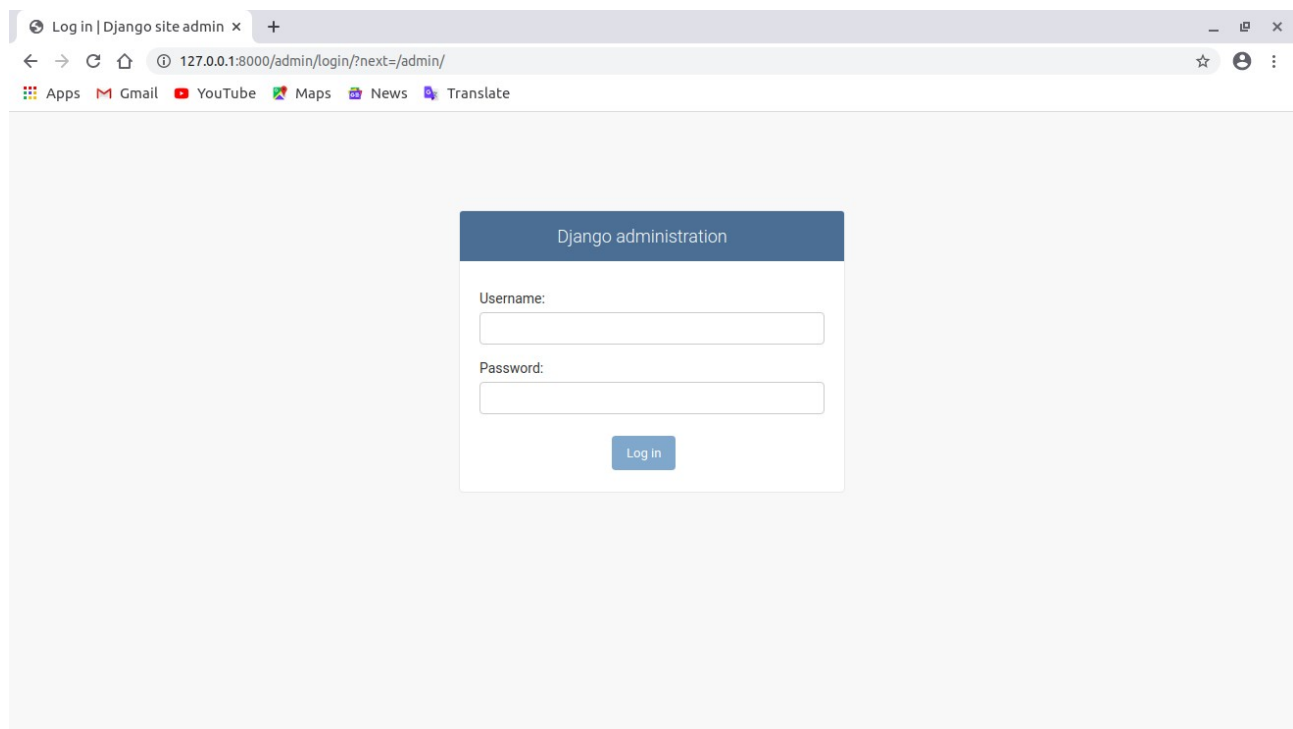 Log in | Django site admin
127.0.0.1:8000/admin/login/?next=/admin/
Apps Gmail YouTube Maps News Translate
Django administration
Username:
Password:
Log in